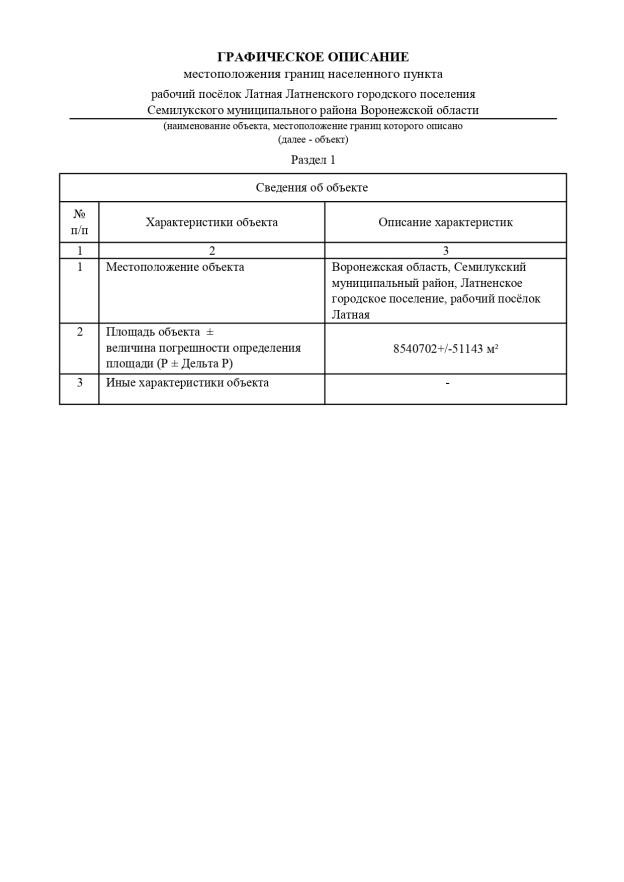 ГРАФИЧЕСКОЕ ОПИСАНИЕ
местоположения границ населенного пункта
рабочий посёлок Латная Латненского городского поселения
Семилукского муниципального района Воронежской области
(наименование объекта, местоположение границ которого описано
(далее - объект)
Раздел 1
Сведения об объекте
№
п/п
Характеристики объекта
Описание характеристик
1
2
3
1
Местоположение объекта
Воронежская область, Семилукский
муниципальный район, Латненское
городское поселение, рабочий посёлок
Латная
2
Площадь объекта ±
величина погрешности определения
площади (Р ± Дельта Р)
8540702+/-51143 м²
3
Иные характеристики объекта
-